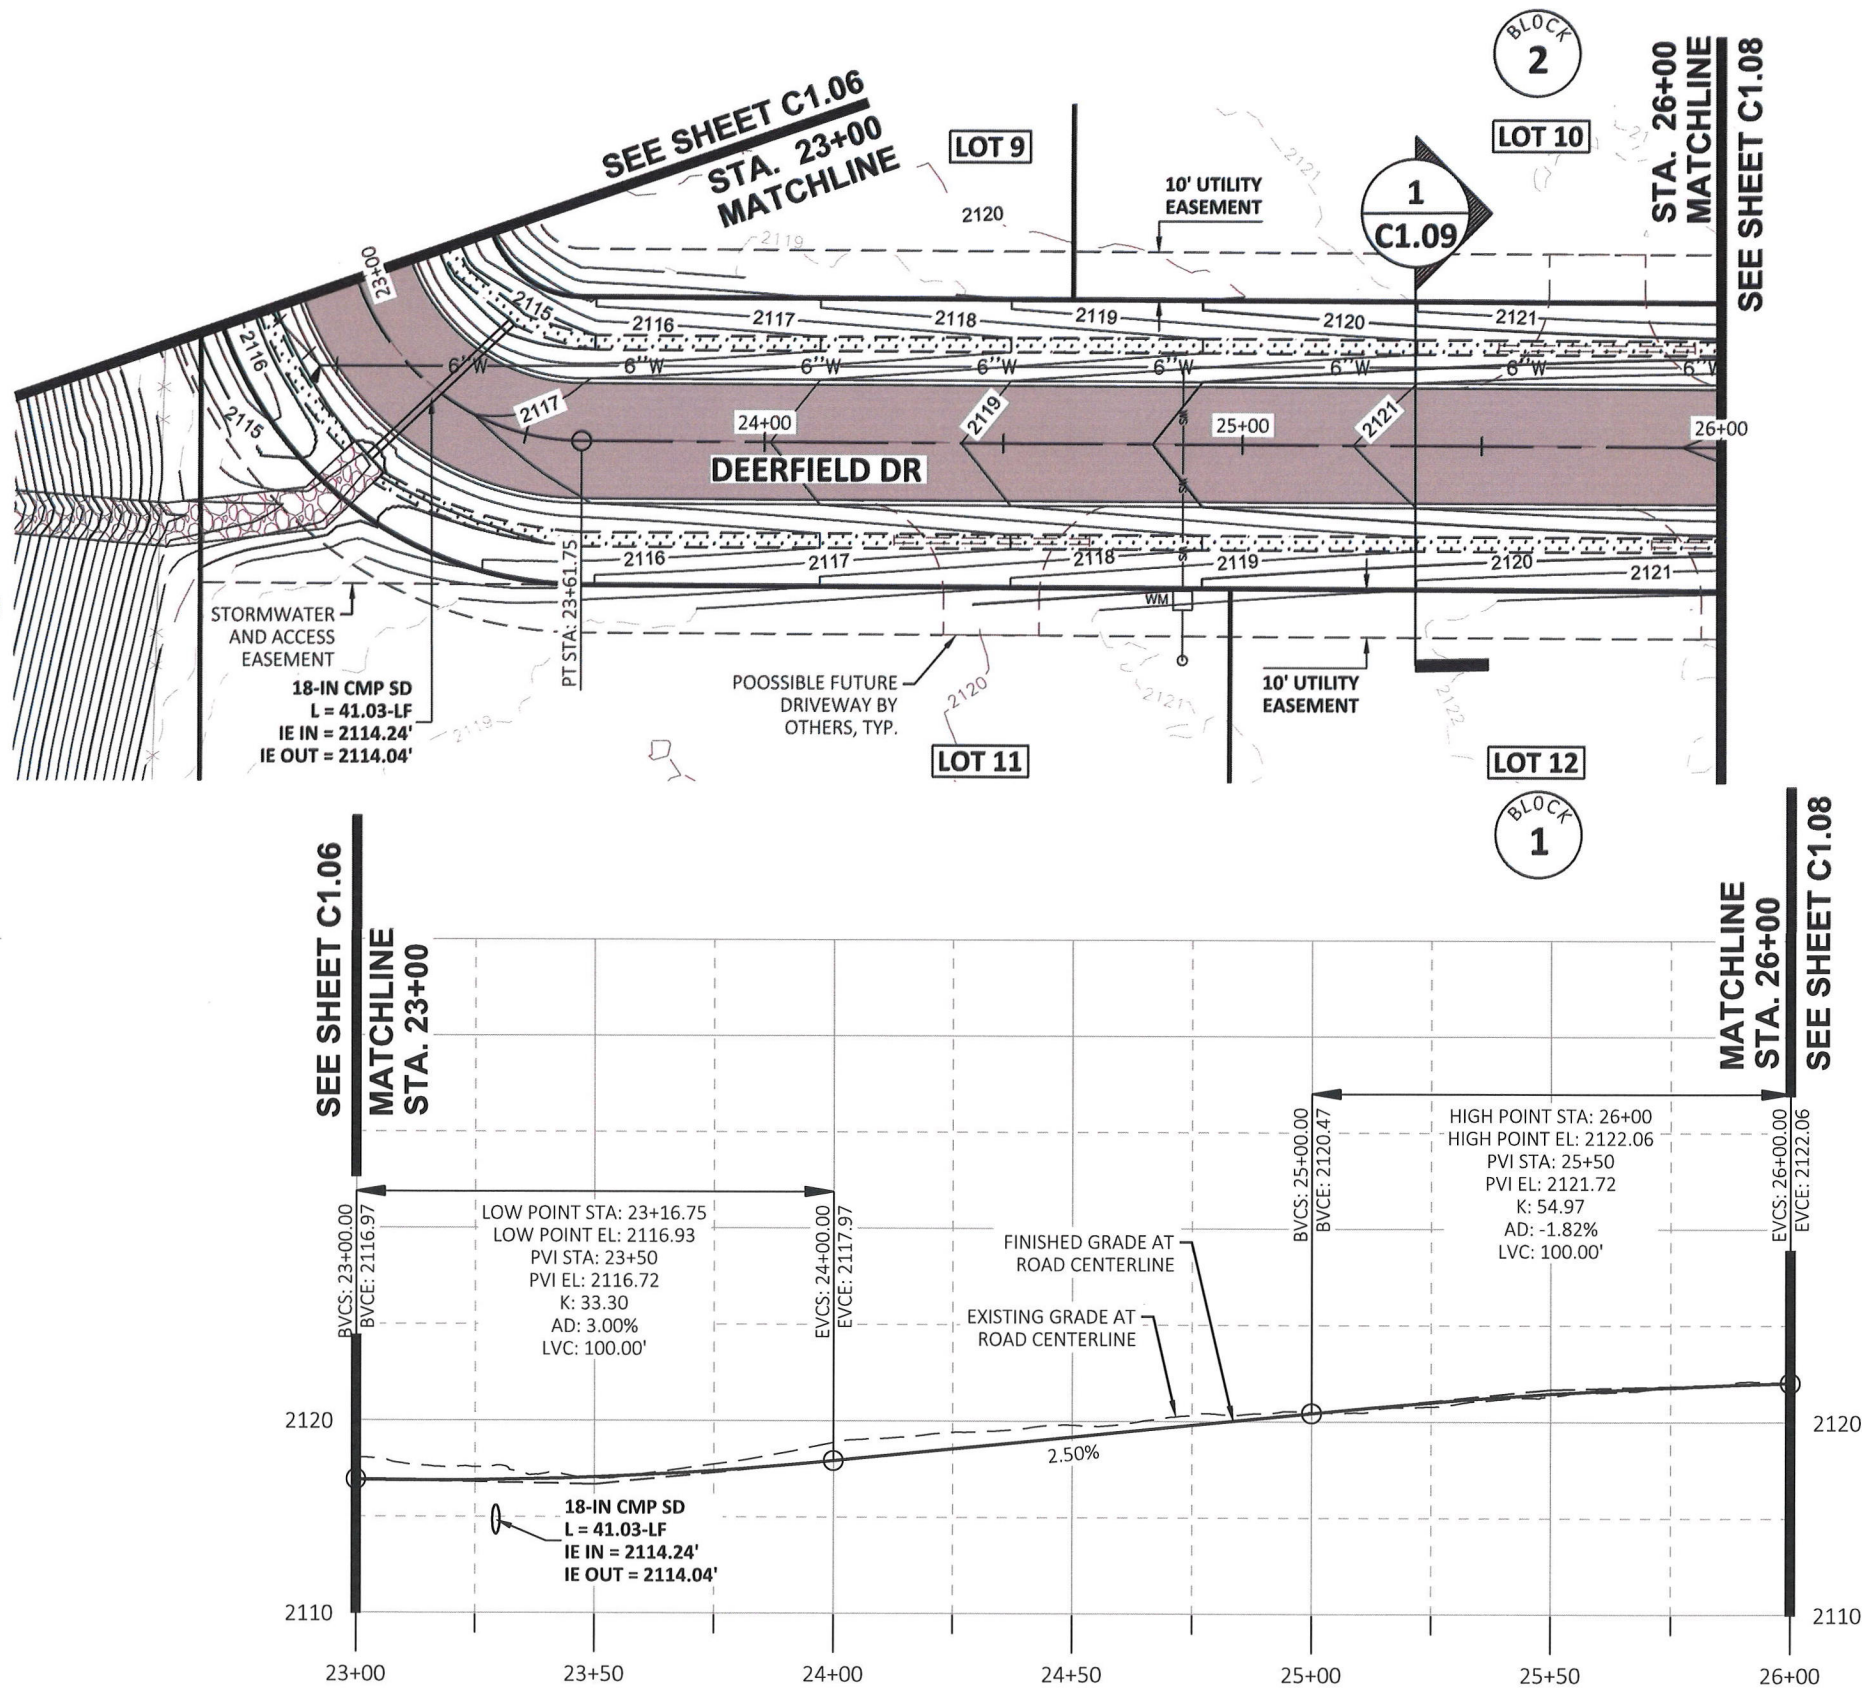 BLOCK
2
SEE SHEET C1.06
STA. 23+00
MATCHLINE
LOT 9
LOT 10
STA. 26+00
MATCHLINE
SEE SHEET C1.08
10' UTILITY
EASEMENT
1
C1.09
2120
2119
2121
21
23+00
2115
2116
2117
2118
2119
2120
2121
6"W
6"W
6"W
6"W
6"W
6"W
6"W
6"W
2116
2115
2117
24+00
2119
25+00
2121
26+00
DEERFIELD DR
2116
2117
2118
2119
2120
2121
WM
STORMWATER
AND ACCESS
EASEMENT
18-IN CMP SD
L = 41.03-LF
IE IN = 2114.24'
IE OUT = 2114.04'
PT STA: 23+61.75
2119
POOSSIBLE FUTURE
DRIVEWAY BY
OTHERS, TYP.
2120
2121
2122
10' UTILITY
EASEMENT
LOT 11
LOT 12
BLOCK
1
SEE SHEET C1.06
MATCHLINE
STA. 23+00
MATCHLINE
STA. 26+00
SEE SHEET C1.08
BVCS: 23+00.00
BVCE: 2116.97
LOW POINT STA: 23+16.75
LOW POINT EL: 2116.93
PVI STA: 23+50
PVI EL: 2116.72
K: 33.30
AD: 3.00%
LVC: 100.00'
EVCS: 24+00.00
EVCE: 2117.97
FINISHED GRADE AT
ROAD CENTERLINE
EXISTING GRADE AT
ROAD CENTERLINE
BVCS: 25+00.00
BVCE: 2120.47
HIGH POINT STA: 26+00
HIGH POINT EL: 2122.06
PVI STA: 25+50
PVI EL: 2121.72
K: 54.97
AD: -1.82%
LVC: 100.00'
EVCS: 26+00.00
EVCE: 2122.06
2120
2120
2.50%
18-IN CMP SD
L = 41.03-LF
IE IN = 2114.24'
IE OUT = 2114.04'
2110
2110
23+00
23+50
24+00
24+50
25+00
25+50
26+00